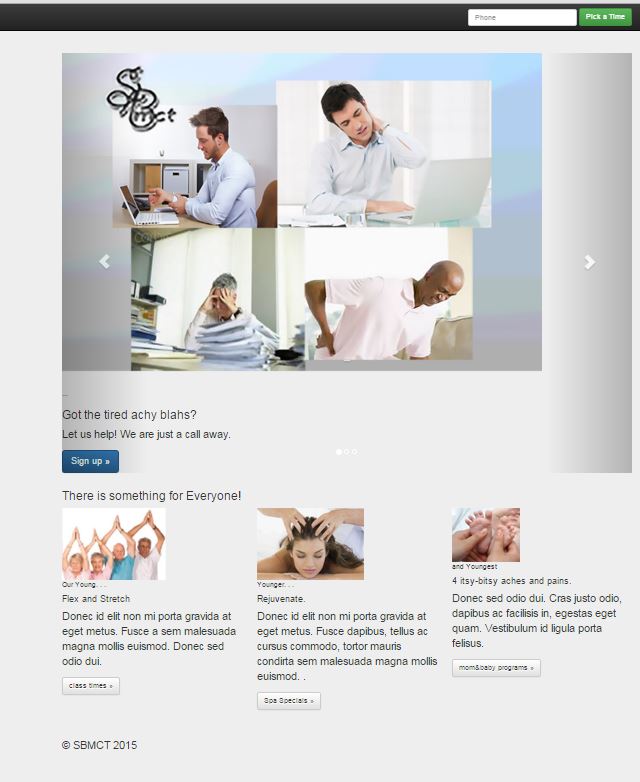 Phone
Pick a Time
SBmct
Got the tired achy blahs?
Let us help! We are just a call away.
Sign up »
There is something for Everyone!
Our Young. . .
Flex and Stretch
Donec id elit non mi porta gravida at
eget metus. Fusce a sem malesuada
magna mollis euismod. Donec sed
odio dui.
class times »
Younger. . .
Rejuvenate.
Donec id elit non mi porta gravida at
eget metus. Fusce dapibus, tellus ac
cursus commodo, tortor mauris
condirta sem malesuada magna mollis
euismod. .
Spa Specials »
and Youngest
4 itsy-bitsy aches and pains.
Donec sed odio dui. Cras justo odio,
dapibus ac facilisis in, egestas eget
quam. Vestibulum id ligula porta
felisus.
mom&baby programs »
© SBMCT 2015